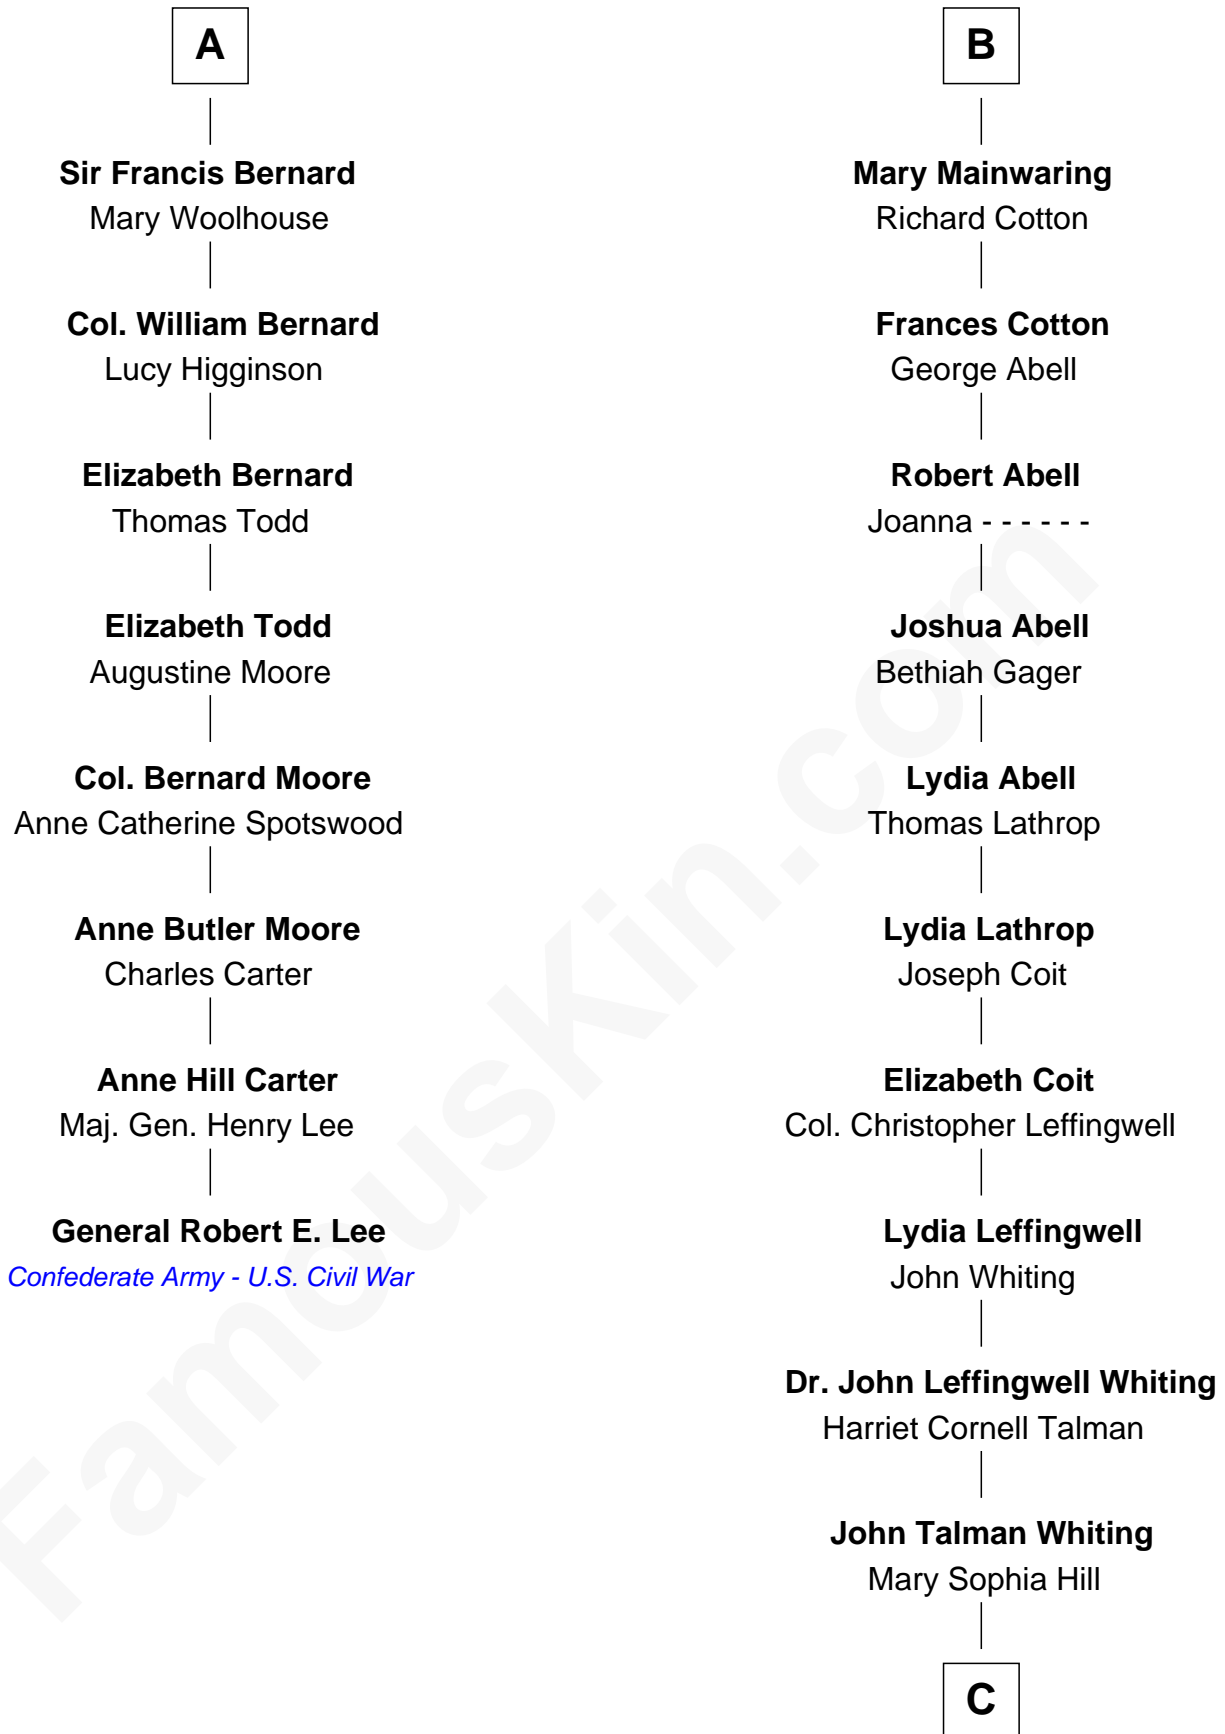 A
Sir Francis Bernard
Mary Woolhouse
Col. William Bernard
Lucy Higginson
Elizabeth Bernard
Thomas Todd
Elizabeth Todd
Augustine Moore
Col. Bernard Moore
Anne Catherine Spotswood
Anne Butler Moore
Charles Carter
Anne Hill Carter
Maj. Gen. Henry Lee
General Robert E. Lee
Confederate Army - U.S. Civil War
B
Mary Mainwaring
Richard Cotton
Frances Cotton
George Abell
Robert Abell
Joanna - - - - - -
Joshua Abell
Bethiah Gager
Lydia Abell
Thomas Lathrop
Lydia Lathrop
Joseph Coit
Elizabeth Coit
Col. Christopher Leffingwell
Lydia Leffingwell
John Whiting
Dr. John Leffingwell Whiting
Harriet Cornell Talman
John Talman Whiting
Mary Sophia Hill
C
FamousKin.com